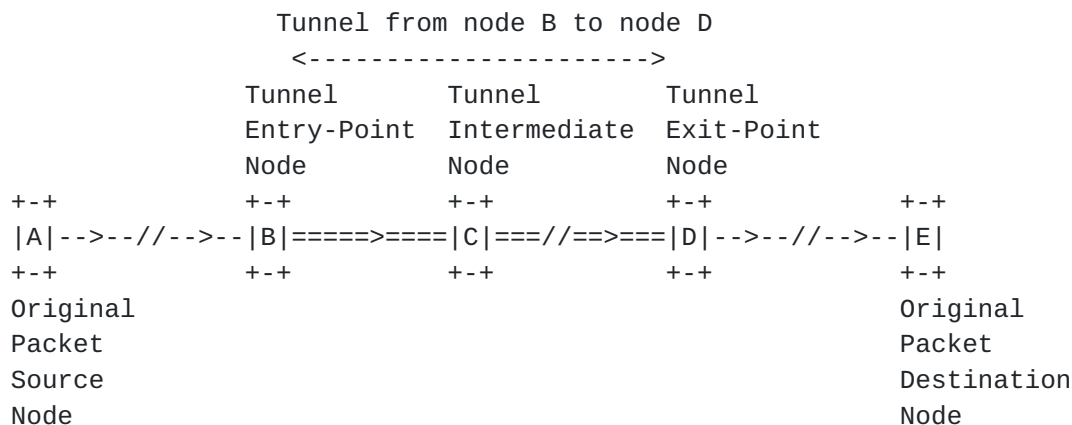 Tunnel from node B to node D
<---------------------->
Tunnel Tunnel Tunnel
Entry-Point Intermediate Exit-Point
Node Node Node
+-+ +-+ +-+ +-+ +-+
|A|-->--//-->--|B|=====>====|C|===//==>===|D|-->--//-->--|E|
+-+ +-+ +-+ +-+ +-+
Original Original
Packet Packet
Source Destination
Node Node